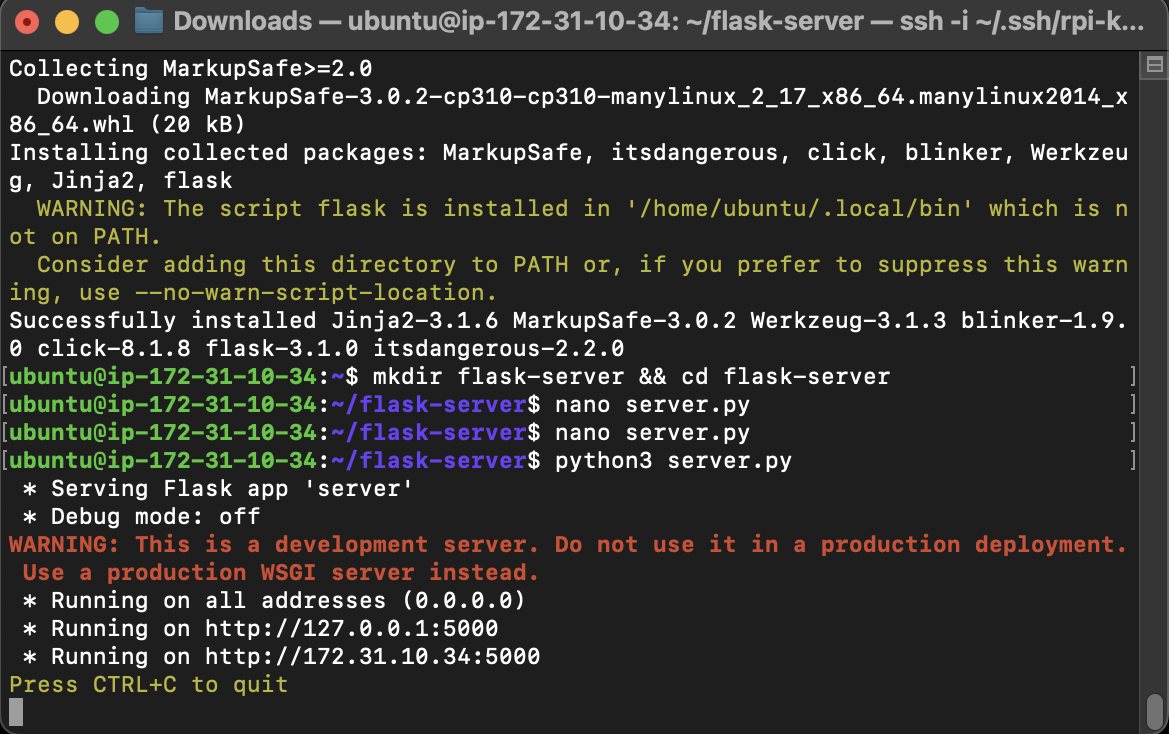 Downloads — ubuntu@ip-172-31-10-34: ~/flask-server — ssh -i ~/.ssh/rpi-k...
Collecting MarkupSafe>=2.0
  Downloading MarkupSafe-3.0.2-cp310-cp310-manylinux_2_17_x86_64.manylinux2014_x
86_64.whl (20 kB)
Installing collected packages: MarkupSafe, itsdangerous, click, blinker, Werkzeu
g, Jinja2, flask
  WARNING: The script flask is installed in '/home/ubuntu/.local/bin' which is n
ot on PATH.
  Consider adding this directory to PATH or, if you prefer to suppress this warn
ing, use --no-warn-script-location.
Successfully installed Jinja2-3.1.6 MarkupSafe-3.0.2 Werkzeug-3.1.3 blinker-1.9.
0 click-8.1.8 flask-3.1.0 itsdangerous-2.2.0
[ubuntu@ip-172-31-10-34:~$ mkdir flask-server && cd flask-server ]
[ubuntu@ip-172-31-10-34:~/flask-server$ nano server.py ]
[ubuntu@ip-172-31-10-34:~/flask-server$ nano server.py ]
[ubuntu@ip-172-31-10-34:~/flask-server$ python3 server.py ]
 * Serving Flask app 'server'
 * Debug mode: off
WARNING: This is a development server. Do not use it in a production deployment.
 Use a production WSGI server instead.
 * Running on all addresses (0.0.0.0)
 * Running on http://127.0.0.1:5000
 * Running on http://172.31.10.34:5000
Press CTRL+C to quit